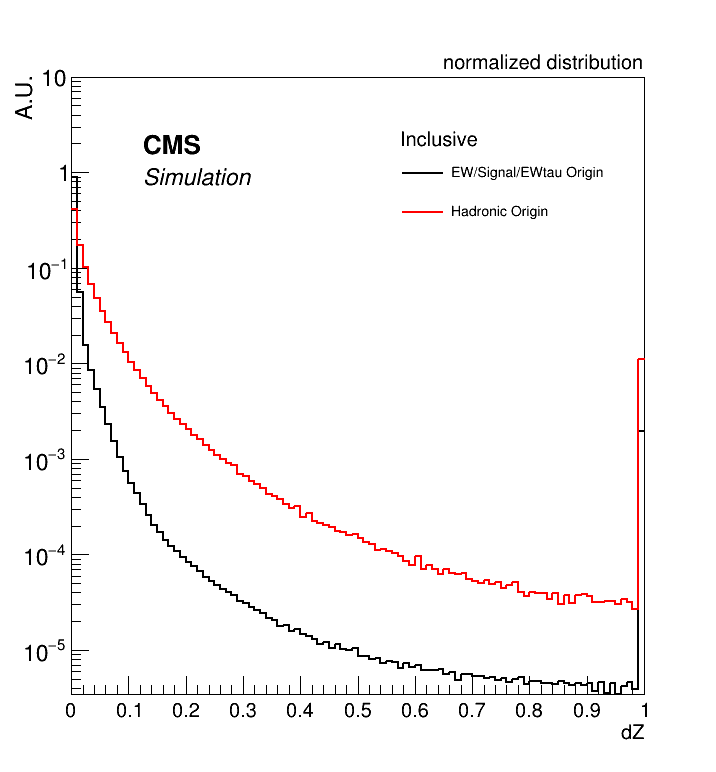 normalized distribution
A.U.
10
CMS
Simulation
Inclusive
EW/Signal/EWtau Origin
Hadronic Origin
1
10⁻¹
10⁻²
10⁻³
10⁻⁴
10⁻⁵
0 0.1 0.2 0.3 0.4 0.5 0.6 0.7 0.8 0.9 1
dZ